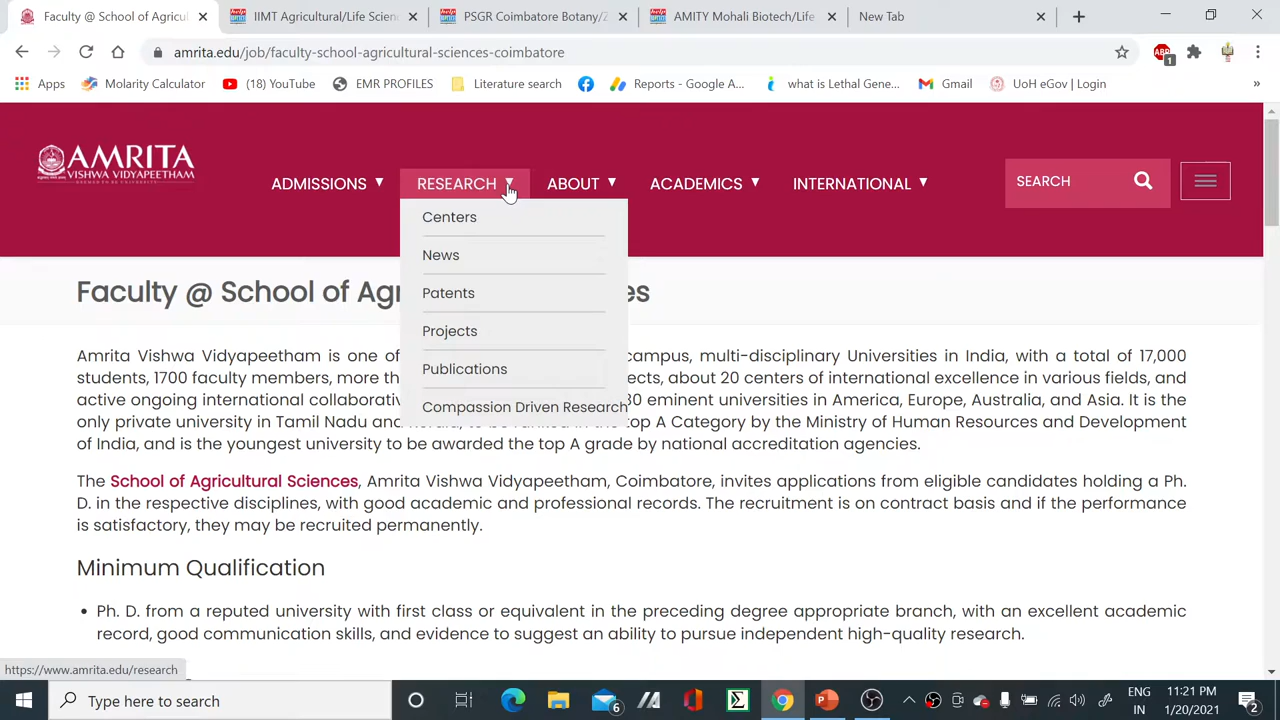 Faculty @ School of Agricul
IIMT Agricultural/Life Scien
PSGR Coimbatore Botany/Z
AMITY Mohali Biotech/Life
New Tab
amrita.edu/job/faculty-school-agricultural-sciences-coimbatore
1
Apps
Molarity Calculator
(18) YouTube
EMR PROFILES
Literature search
Reports - Google A...
what is Lethal Gene...
Gmail
UoH eGov | Login
»
AMRITA
VISHWA VIDYAPEETHAM
ADMISSIONS
RESEARCH
ABOUT
ACADEMICS
INTERNATIONAL
SEARCH
Centers
News
Patents
Projects
Publications
Compassion Driven Research
Faculty @ School of Agr es
Amrita Vishwa Vidyapeetham is one of campus, multi-disciplinary Universities in India, with a total of 17,000
students, 1700 faculty members, more th ects, about 20 centers of international excellence in various fields, and
active ongoing international collaborativ 30 eminent universities in America, Europe, Australia, and Asia. It is the
only private university in Tamil Nadu and Kerala, to be ranked in the top A Category by the Ministry of Human Resources and Development
of India, and is the youngest university to be awarded the top A grade by national accreditation agencies.
The School of Agricultural Sciences, Amrita Vishwa Vidyapeetham, Coimbatore, invites applications from eligible candidates holding a Ph.
D. in the respective disciplines, with good academic and professional records. The recruitment is on contract basis and if the performance
is satisfactory, they may be recruited permanently.
Minimum Qualification
• Ph. D. from a reputed university with first class or equivalent in the preceding degree appropriate branch, with an excellent academic
record, good communication skills, and evidence to suggest an ability to pursue independent high-quality research.
https://www.amrita.edu/research
Type here to search
6
ENG
IN
11:21 PM
1/20/2021
2